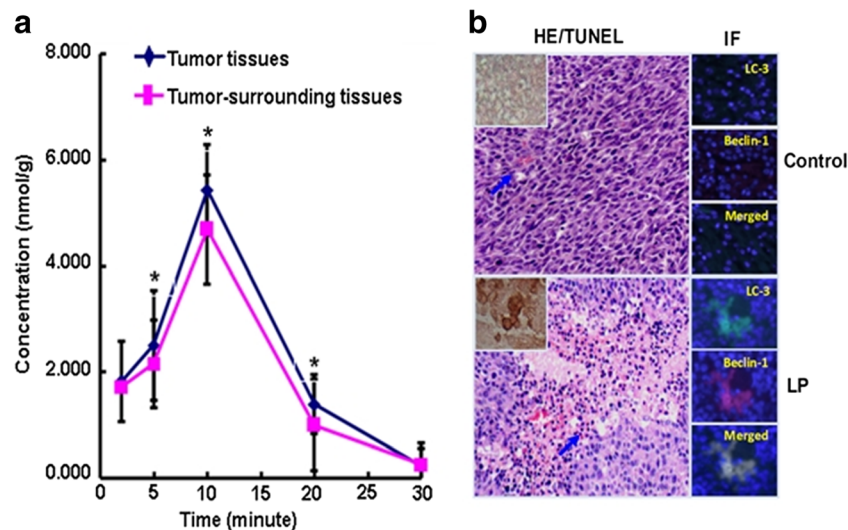 a
Concentration (nmol/g)
8.000
6.000
4.000
2.000
0.000
Tumor tissues
Tumor-surrounding tissues
*
*
*
0 5 10 15 20 25 30
Time (minute)
b
HE/TUNEL
IF
LC-3
Beclin-1
Merged
Control
LC-3
Beclin-1
Merged
LP